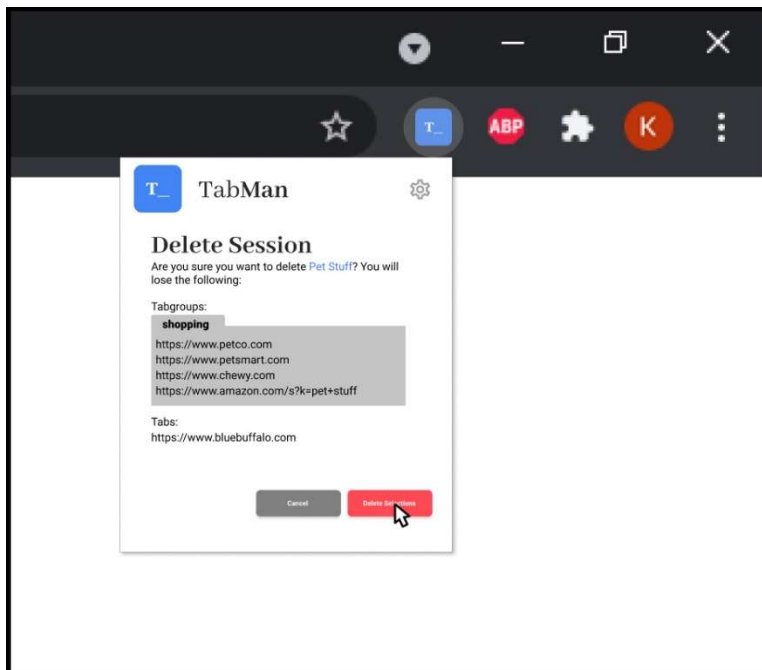 T_
ABP
K
T_
TabMan
Delete Session
Are you sure you want to delete Pet Stuff? You will
lose the following:
Tabgroups:
shopping
https://www.petco.com
https://www.petsmart.com
https://www.chewy.com
https://www.amazon.com/s?k=pet+stuff
Tabs:
https://www.bluebuffalo.com
Cancel
Delete Selections